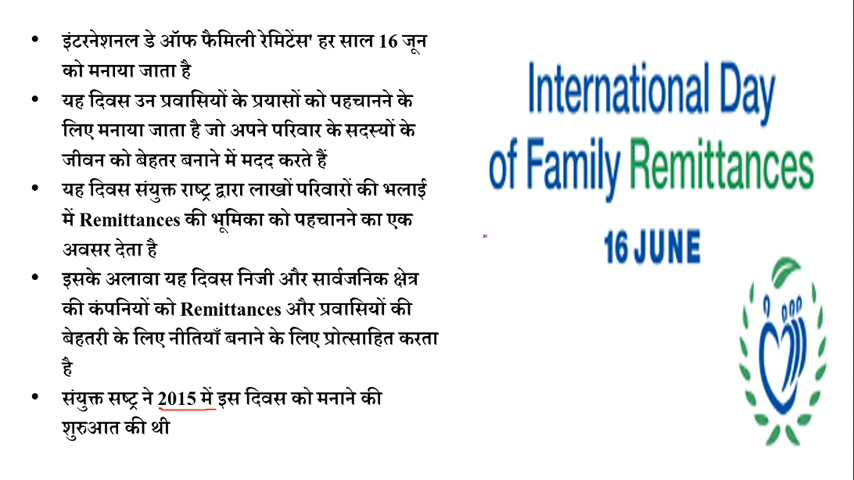 • इंटरनेशनल डे ऑफ फैमिली रेमिटेंस' हर साल 16 जून
को मनाया जाता है
• यह दिवस उन प्रवासियों के प्रयासों को पहचानने के
लिए मनाया जाता है जो अपने परिवार के सदस्यों के
जीवन को बेहतर बनाने में मदद करते हैं
• यह दिवस संयुक्त राष्ट्र द्वारा लाखों परिवारों की भलाई
में Remittances की भूमिका को पहचानने का एक
अवसर देता है
• इसके अलावा यह दिवस निजी और सार्वजनिक क्षेत्र
की कंपनियों को Remittances और प्रवासियों की
बेहतरी के लिए नीतियाँ बनाने के लिए प्रोत्साहित करता
है
• संयुक्त सष्ट्र ने 2015 में इस दिवस को मनाने की
शुरुआत की थी
International Day
of Family Remittances
16 JUNE